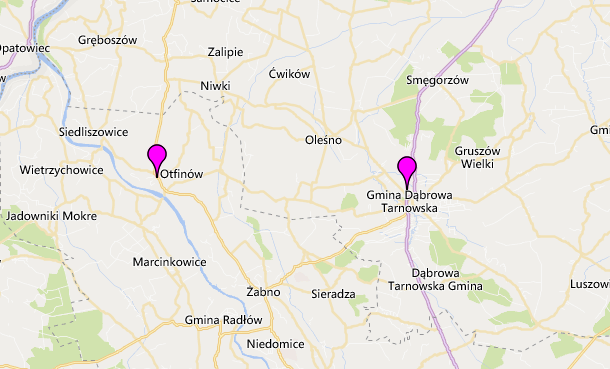 Samocice
Gręboszów
Opatowiec
Zalipie
Ćwików
Smęgorzów
Niwki
Siedliszowice
Oleśno
Gruszów
Wielki
Wietrzychowice
Otfinów
Gmina Dąbrowa
Tarnowska
Jadowniki Mokre
Marcinkowice
Dąbrowa
Tarnowska Gmina
Żabno
Sieradza
Gmina Radłów
Niedomice